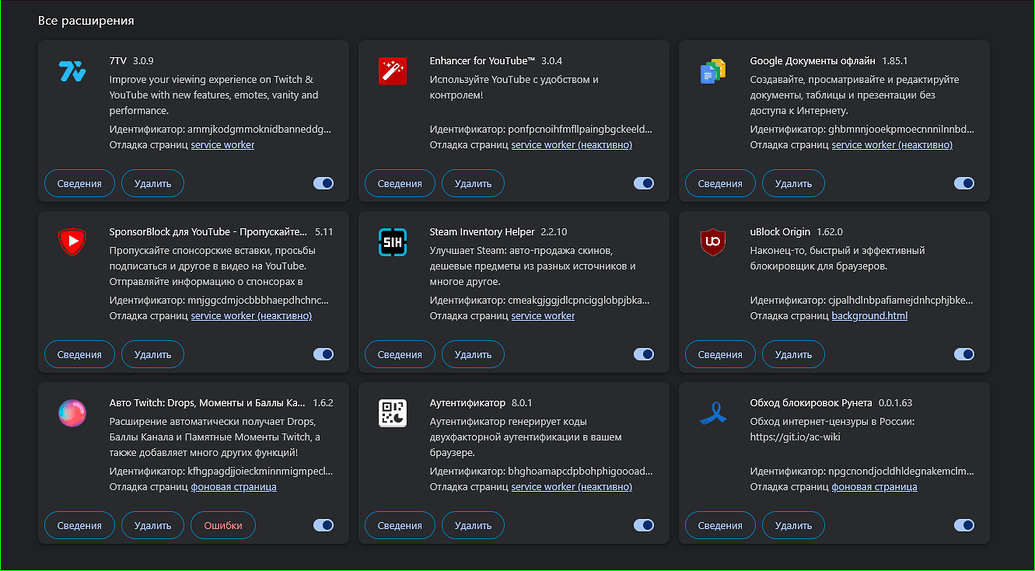 Все расширения
7TV 3.0.9
Improve your viewing experience on Twitch &
YouTube with new features, emotes, vanity and
performance.
Идентификатор: ammjkodgmmoknidbanneddg...
Отладка страниц service worker
Сведения
Удалить
Enhancer for YouTube™ 3.0.4
Используйте YouTube с удобством и
контролем!
Идентификатор: ponfpcnoihfmfllpaingbgckeeld...
Отладка страниц service worker (неактивно)
Сведения
Удалить
Google Документы офлайн 1.85.1
Создавайте, просматривайте и редактируйте
документы, таблицы и презентации без
доступа к Интернету.
Идентификатор: ghbmnnjooekpmoecnnnilnnbd...
Отладка страниц service worker (неактивно)
Сведения
Удалить
SponsorBlock для YouTube - Пропускайте... 5.11
Пропускайте спонсорские вставки, просьбы
подписаться и другое в видео на YouTube.
Отправляйте информацию о спонсорах в
Идентификатор: mnjggcdmjocbbbhaepdhchnc...
Отладка страниц service worker (неактивно)
Сведения
Удалить
SIH
Steam Inventory Helper 2.2.10
Улучшает Steam: авто-продажа скинов,
дешевые предметы из разных источников и
многое другое.
Идентификатор: cmeakgjggjdlcpncigglobpjbka...
Отладка страниц service worker
Сведения
Удалить
uBlock Origin 1.62.0
Наконец-то, быстрый и эффективный
блокировщик для браузеров.
Идентификатор: cjpalhdlnbpafiamejdnhcphjbke...
Отладка страниц background.html
Сведения
Удалить
Авто Twitch: Drops, Моменты и Баллы Ка... 1.6.2
Расширение автоматически получает Drops,
Баллы Канала и Памятные Моменты Twitch, а
также добавляет много других функций!
Идентификатор: kfhgpagdjjoieckminnmigmpecl...
Отладка страниц фоновая страница
Сведения
Удалить
Ошибки
Аутентификатор 8.0.1
Аутентификатор генерирует коды
двухфакторной аутентификации в вашем
браузере.
Идентификатор: bhghoamapcdpbohphigoooad...
Отладка страниц service worker (неактивно)
Сведения
Удалить
Обход блокировок Рунета 0.0.1.63
Обход интернет-цензуры в России:
https://git.io/ac-wiki
Идентификатор: npgcnondjocldhldegnakemclm...
Отладка страниц фоновая страница
Сведения
Удалить